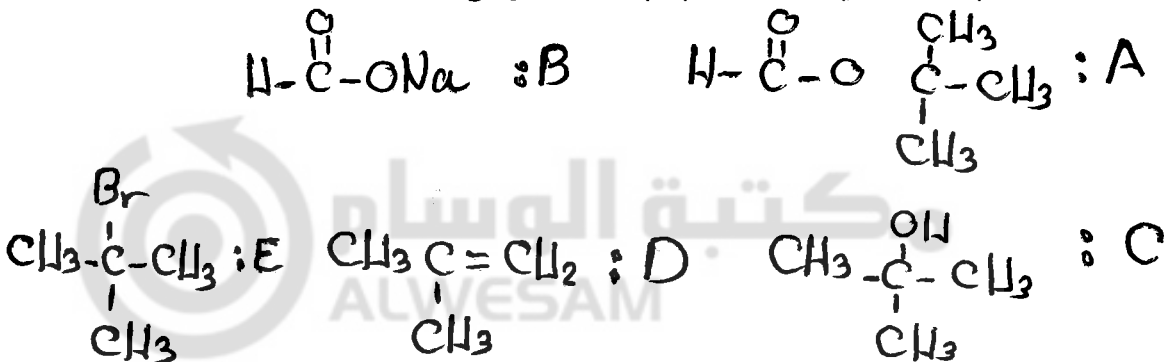 H-C(=O)-ONa :B    H-C(=O)-O C(CH3)(CH3)-CH3 : A
مكتبة الوسام
ALWESAM
CH3-C(Br)(CH3)-CH3 :E    CH3 C(CH3)=CH2 : D    CH3-C(OH)(CH3)-CH3 : C